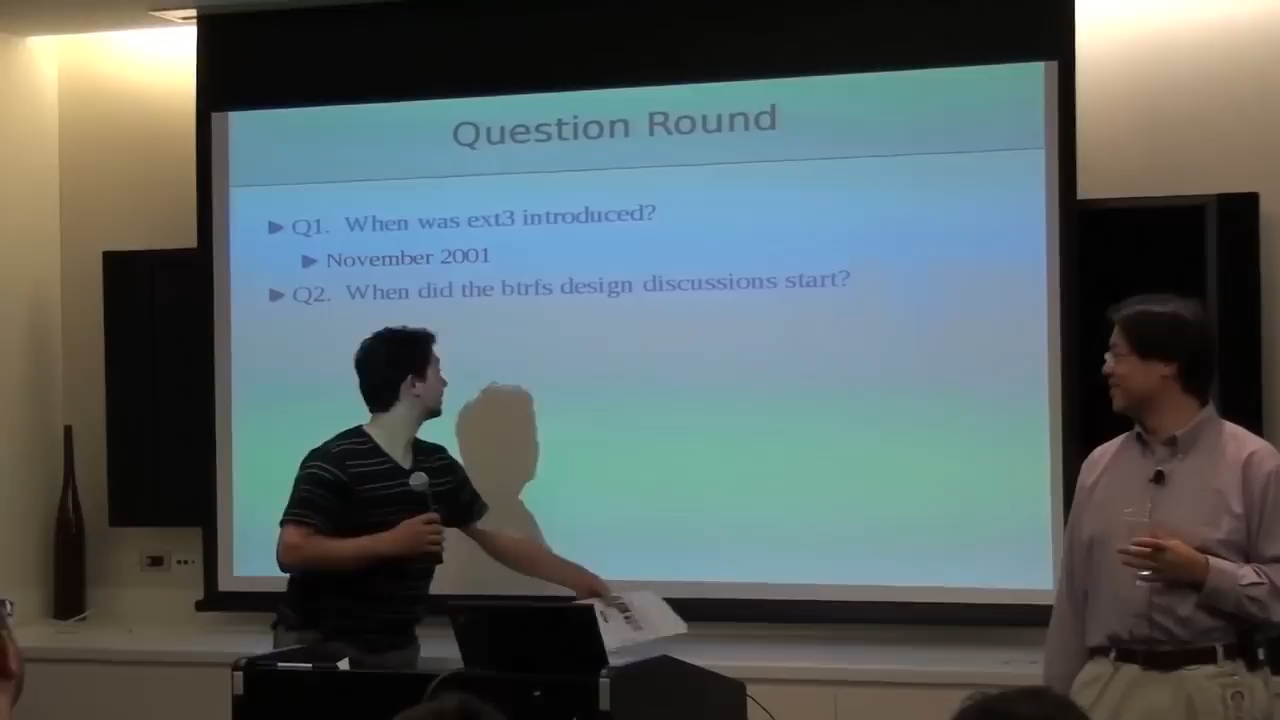 Question Round
Q1. When was ext3 introduced?
November 2001
Q2. When did the btrfs design discussions start?